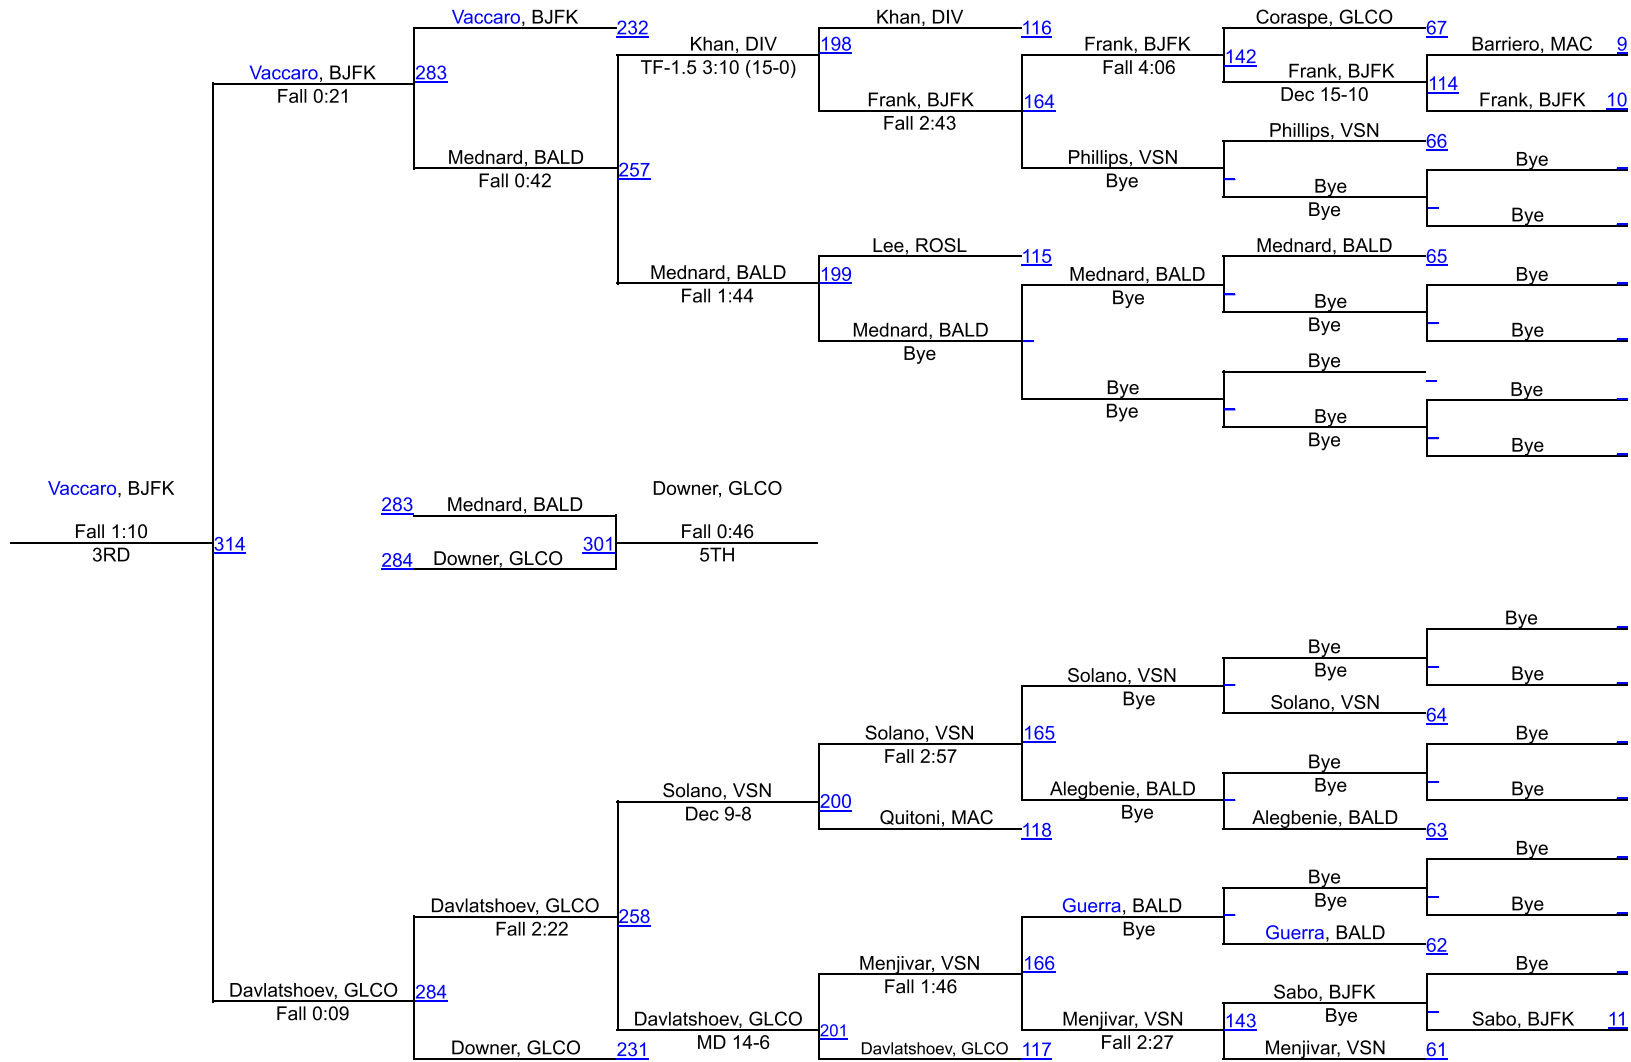 Vaccaro, BJFK
232
Khan, DIV
116
Coraspe, GLCO
67
Khan, DIV
198
Frank, BJFK
142
Barriero, MAC
9
TF-1.5 3:10 (15-0)
Fall 4:06
Vaccaro, BJFK
283
Frank, BJFK
114
Fall 0:21
Frank, BJFK
164
Dec 15-10
Frank, BJFK
10
Fall 2:43
Phillips, VSN
66
Mednard, BALD
257
Phillips, VSN
Bye
Fall 0:42
Bye
Bye
Bye
Bye
Lee, ROSL
115
Mednard, BALD
65
Mednard, BALD
199
Mednard, BALD
Bye
Fall 1:44
Bye
Bye
Mednard, BALD
Bye
Bye
Bye
Bye
Bye
Bye
Bye
Bye
Bye
Bye
Vaccaro, BJFK
Downer, GLCO
283
Mednard, BALD
Fall 1:10
314
301
Fall 0:46
3RD
284
Downer, GLCO
5TH
Bye
Bye
Bye
Solano, VSN
Bye
Bye
Solano, VSN
64
Solano, VSN
165
Bye
Fall 2:57
Bye
Bye
Solano, VSN
200
Alegbenie, BALD
Bye
Dec 9-8
Bye
Quitoni, MAC
118
Alegbenie, BALD
63
Bye
Bye
Bye
Davlatshoev, GLCO
258
Guerra, BALD
Bye
Fall 2:22
Bye
Guerra, BALD
62
Menjivar, VSN
166
Bye
Fall 1:46
Davlatshoev, GLCO
284
Sabo, BJFK
Fall 0:09
Bye
Davlatshoev, GLCO
201
Menjivar, VSN
143
Sabo, BJFK
11
MD 14-6
Fall 2:27
Downer, GLCO
231
Davlatshoev, GLCO
117
Menjivar, VSN
61